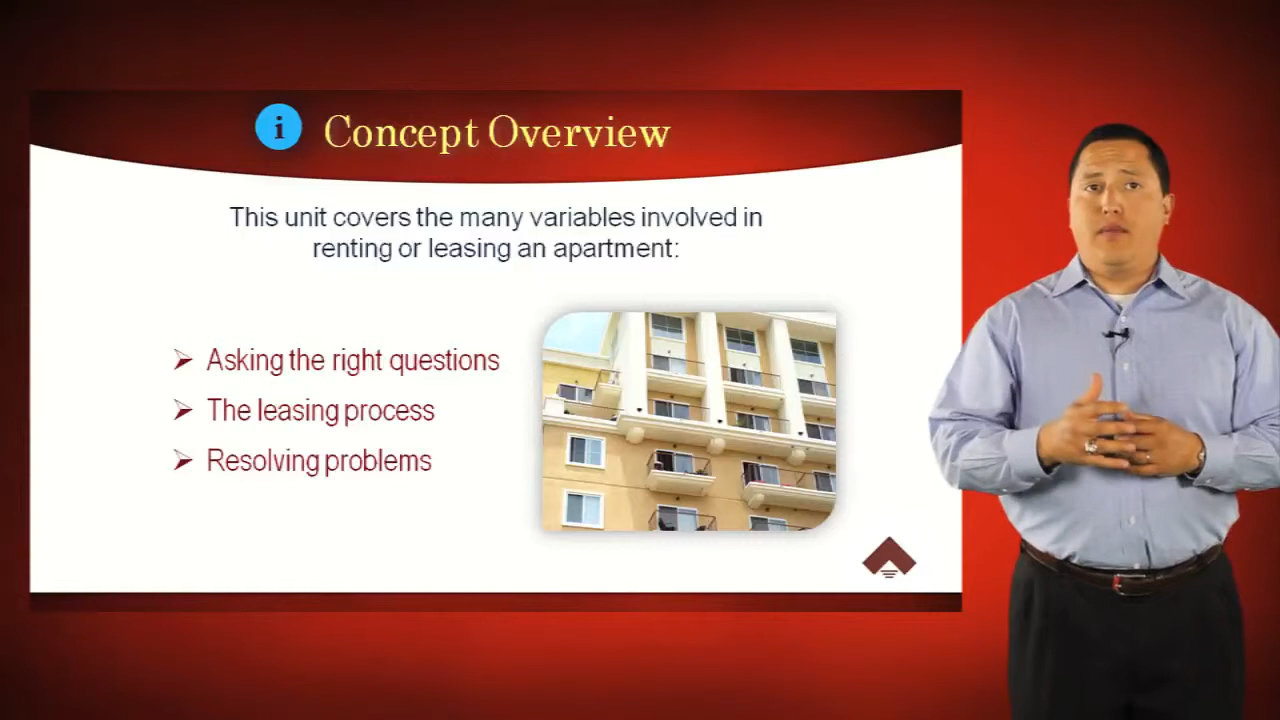 i Concept Overview
This unit covers the many variables involved in
renting or leasing an apartment:
Asking the right questions
The leasing process
Resolving problems